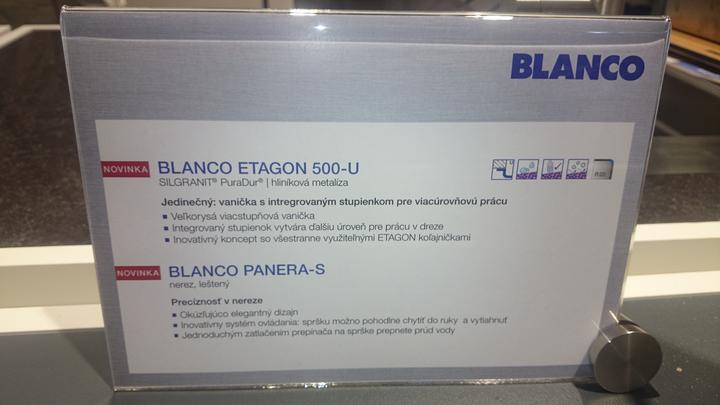 BLANCO
NOVINKA BLANCO ETAGON 500-U
SILGRANIT® PuraDur® | hliníková metalíza
Jedinečný: vanička s intregrovaným stupienkom pre viacúrovňovú prácu
▪ Veľkorysá viacstupňová vanička
▪ Integrovaný stupienok vytvára ďalšiu úroveň pre prácu v dreze
▪ Inovatívný koncept so všestranne využiteľnými ETAGON koľajničkami
NOVINKA BLANCO PANERA-S
nerez, leštený
Precíznosť v nereze
▪ Okúzľujúco elegantný dizajn
▪ Inovatívny systém ovládania: spršku možno pohodlne chytiť do ruky a vytiahnuť
▪ Jednoduchým zatlačením prepínača na sprške prepnete prúd vody